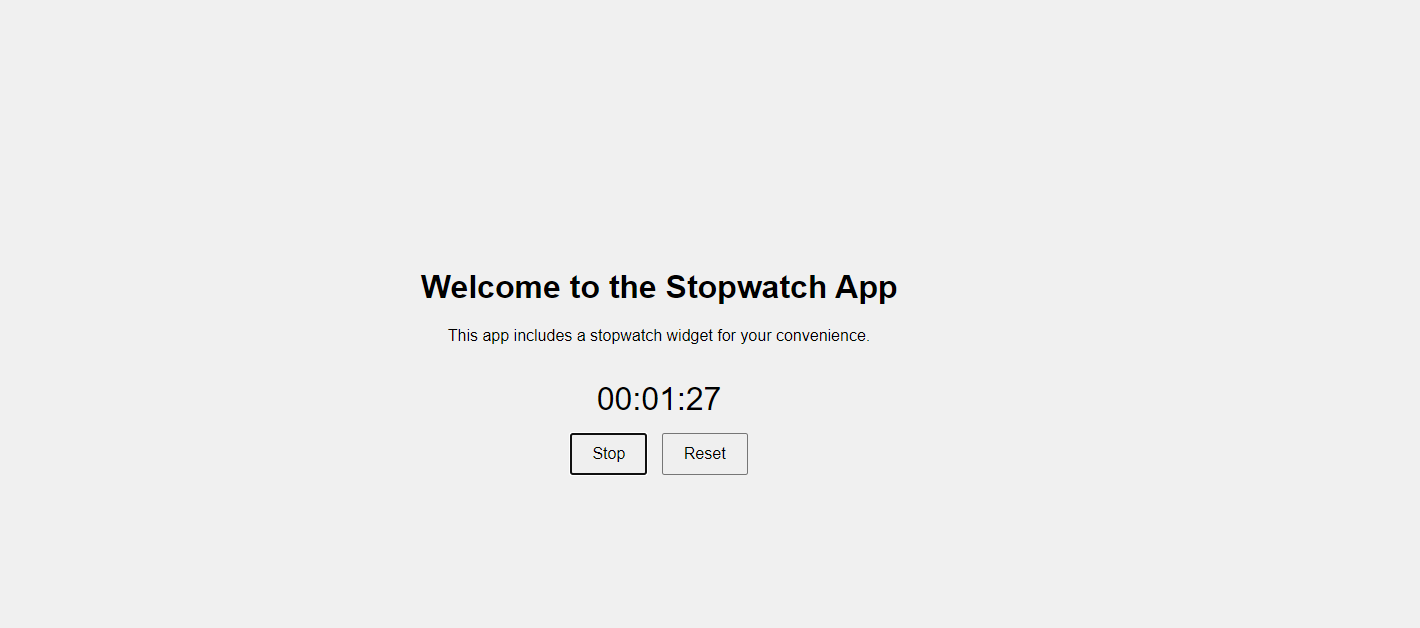 Welcome to the Stopwatch App
This app includes a stopwatch widget for your convenience.
00:01:27
Stop Reset